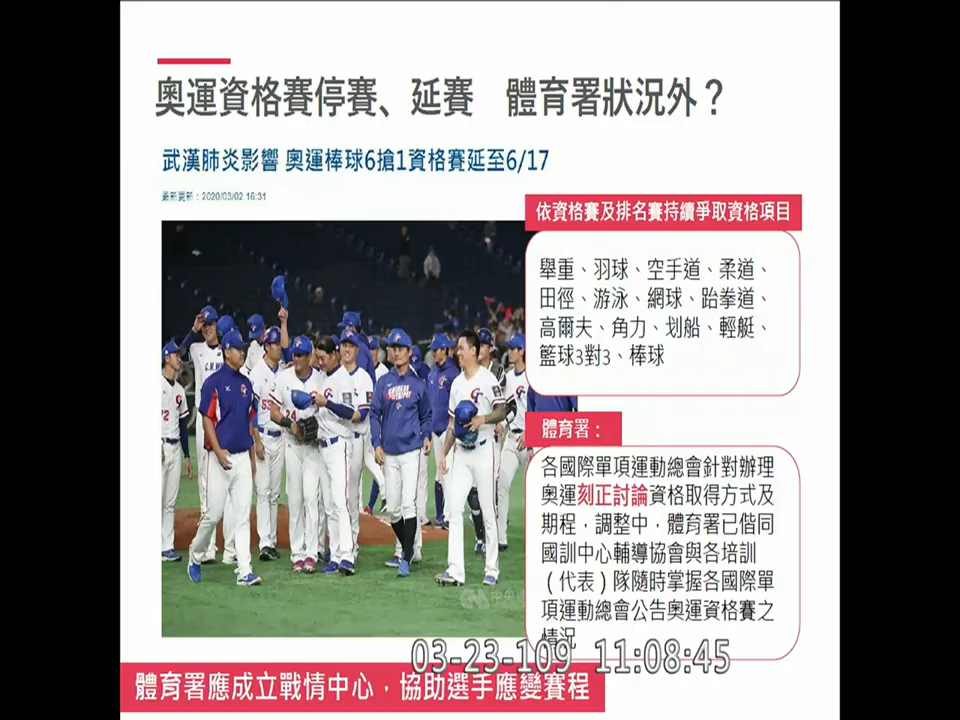 奧運資格賽停賽、延賽　體育署狀況外？
武漢肺炎影響 奧運棒球6搶1資格賽延至6/17
最新更新：2020/03/02 16:31
依資格賽及排名賽持續爭取資格項目
舉重、羽球、空手道、柔道、
田徑、游泳、網球、跆拳道、
高爾夫、角力、划船、輕艇、
籃球3對3、棒球
體育署：
各國際單項運動總會針對辦理
奧運刻正討論資格取得方式及
期程，調整中，體育署已偕同
國訓中心輔導協會與各培訓
（代表）隊隨時掌握各國際單
項運動總會公告奧運資格賽之
情況
03-23-109 11:08:45
體育署應成立戰情中心，協助選手應變賽程